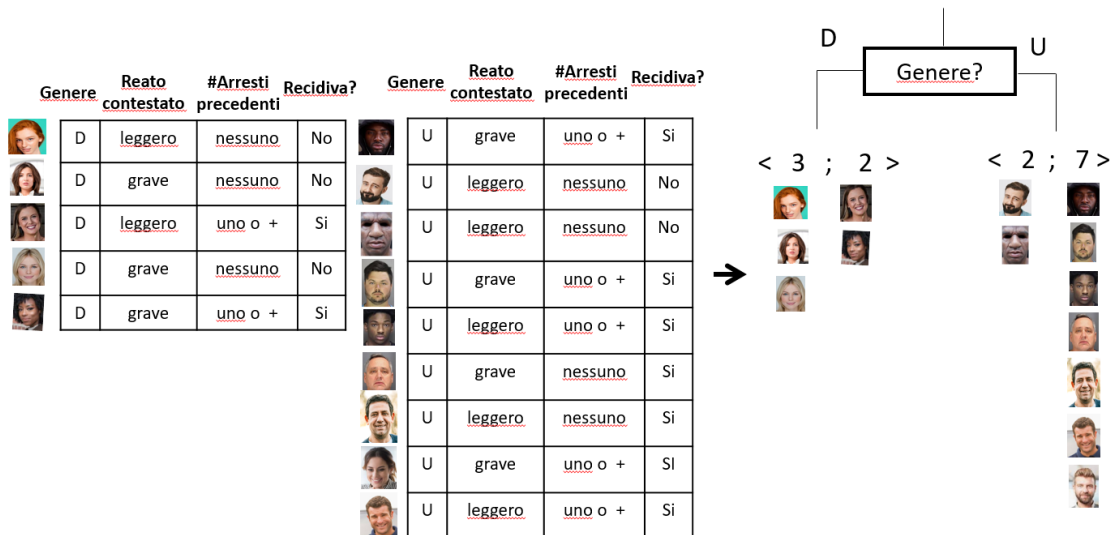 Genere Reato contestato #Arresti precedenti Recidiva?
D leggero nessuno No
D grave nessuno No
D leggero uno o + Si
D grave nessuno No
D grave uno o + Si
Genere Reato contestato #Arresti precedenti Recidiva?
U grave uno o + Si
U leggero nessuno No
U leggero nessuno No
U grave uno o + Si
U leggero uno o + Si
U grave nessuno Si
U leggero nessuno Si
U grave uno o + SI
U leggero uno o + Si
D U
Genere?
< 3 ; 2 > < 2 ; 7 >